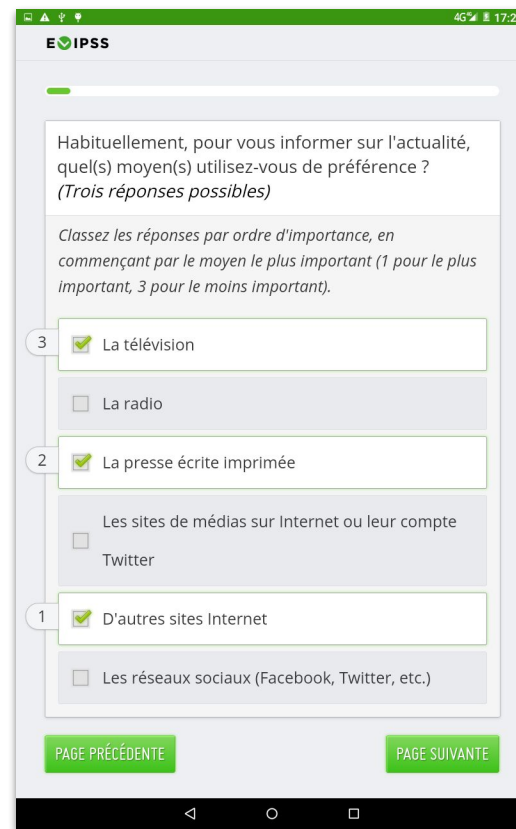 4G 17:2
ELIPSS
Habituellement, pour vous informer sur l'actualité,
quel(s) moyen(s) utilisez-vous de préférence ?
(Trois réponses possibles)
Classez les réponses par ordre d'importance, en
commençant par le moyen le plus important (1 pour le plus
important, 3 pour le moins important).
3 La télévision
La radio
2 La presse écrite imprimée
Les sites de médias sur Internet ou leur compte
Twitter
1 D'autres sites Internet
Les réseaux sociaux (Facebook, Twitter, etc.)
PAGE PRÉCÉDENTE PAGE SUIVANTE